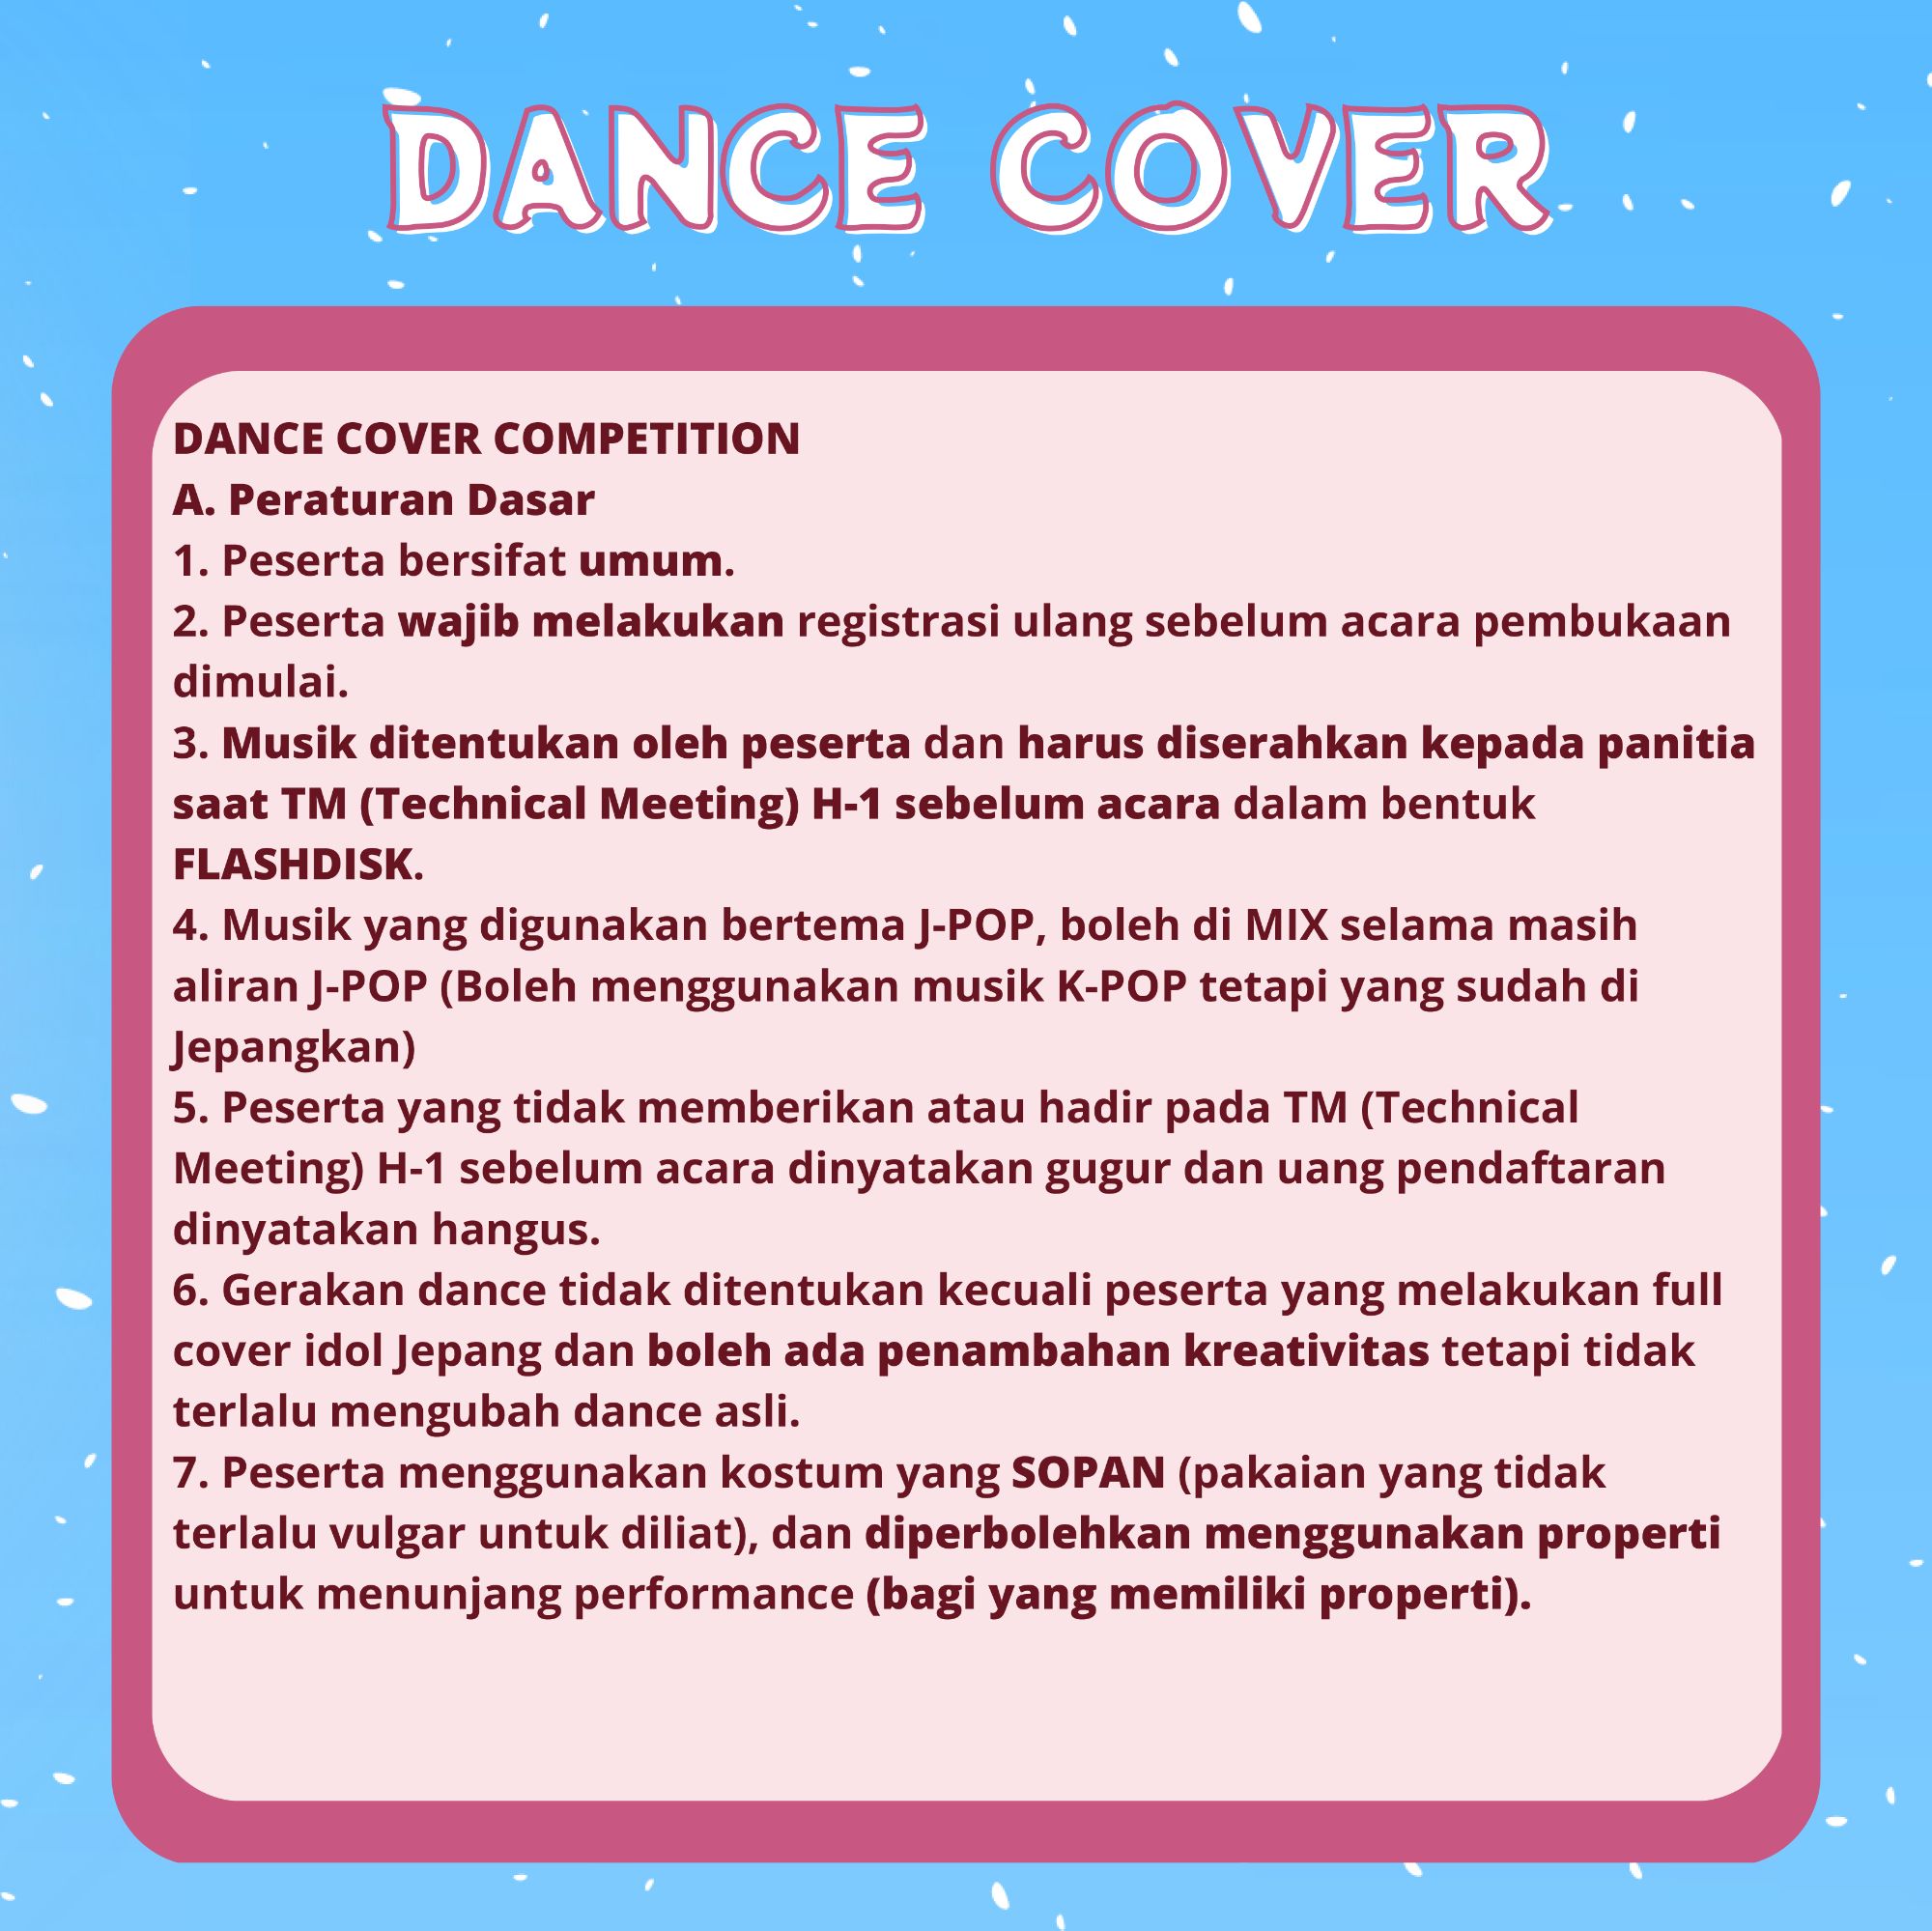 DANCE COVER
DANCE COVER COMPETITION
A. Peraturan Dasar
1. Peserta bersifat umum.
2. Peserta wajib melakukan registrasi ulang sebelum acara pembukaan
dimulai.
3. Musik ditentukan oleh peserta dan harus diserahkan kepada panitia
saat TM (Technical Meeting) H-1 sebelum acara dalam bentuk
FLASHDISK.
4. Musik yang digunakan bertema J-POP, boleh di MIX selama masih
aliran J-POP (Boleh menggunakan musik K-POP tetapi yang sudah di
Jepangkan)
5. Peserta yang tidak memberikan atau hadir pada TM (Technical
Meeting) H-1 sebelum acara dinyatakan gugur dan uang pendaftaran
dinyatakan hangus.
6. Gerakan dance tidak ditentukan kecuali peserta yang melakukan full
cover idol Jepang dan boleh ada penambahan kreativitas tetapi tidak
terlalu mengubah dance asli.
7. Peserta menggunakan kostum yang SOPAN (pakaian yang tidak
terlalu vulgar untuk diliat), dan diperbolehkan menggunakan properti
untuk menunjang performance (bagi yang memiliki properti).